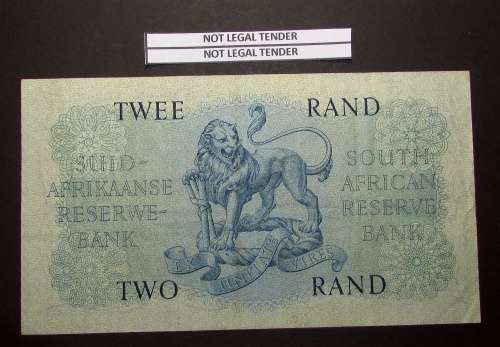 NOT LEGAL TENDER
NOT LEGAL TENDER
TWEE RAND
SUID-
AFRIKAANSE
RESERWE-
BANK
SOUTH
AFRICAN
RESERVE
BANK
TWO RAND